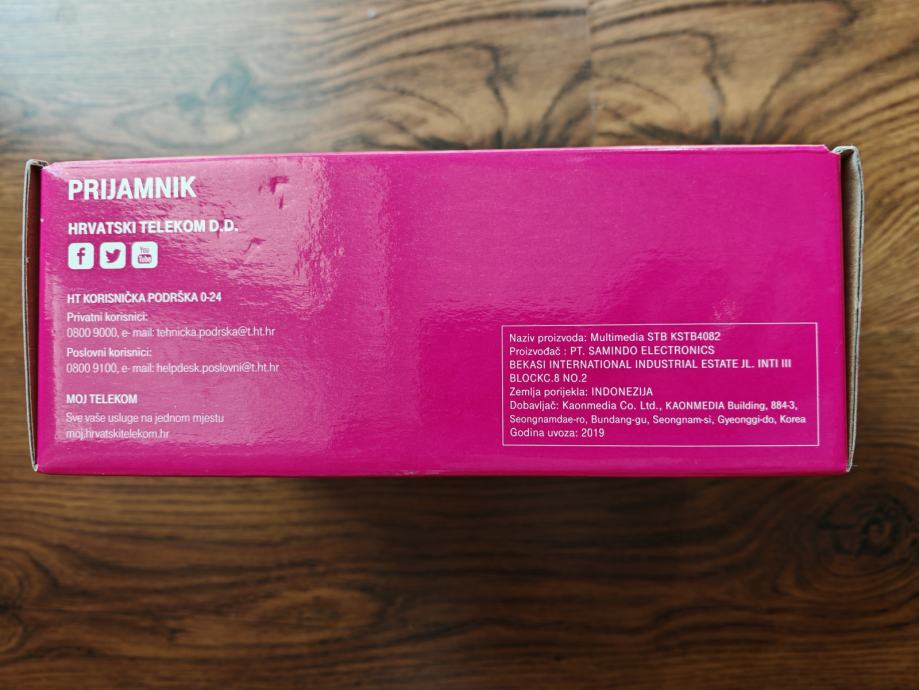 PRIJAMNIK
HRVATSKI TELEKOM D.D.
f
You
Tube
HT KORISNIČKA PODRŠKA 0-24
Privatni korisnici:
0800 9000, e- mail: tehnicka.podrska@t.ht.hr
Poslovni korisnici:
0800 9100, e- mail: helpdesk.poslovni@t.ht.hr
MOJ TELEKOM
Sve vaše usluge na jednom mjestu
moj.hrvatskitelekom.hr
Naziv proizvoda: Multimedia STB KSTB4082
Proizvođač : PT. SAMINDO ELECTRONICS
BEKASI INTERNATIONAL INDUSTRIAL ESTATE JL. INTI III
BLOCKC.8 NO.2
Zemlja porijekla: INDONEZIJA
Dobavljač: Kaonmedia Co. Ltd., KAONMEDIA Building, 884-3,
Seongnamdae-ro, Bundang-gu, Seongnam-si, Gyeonggi-do, Korea
Godina uvoza: 2019